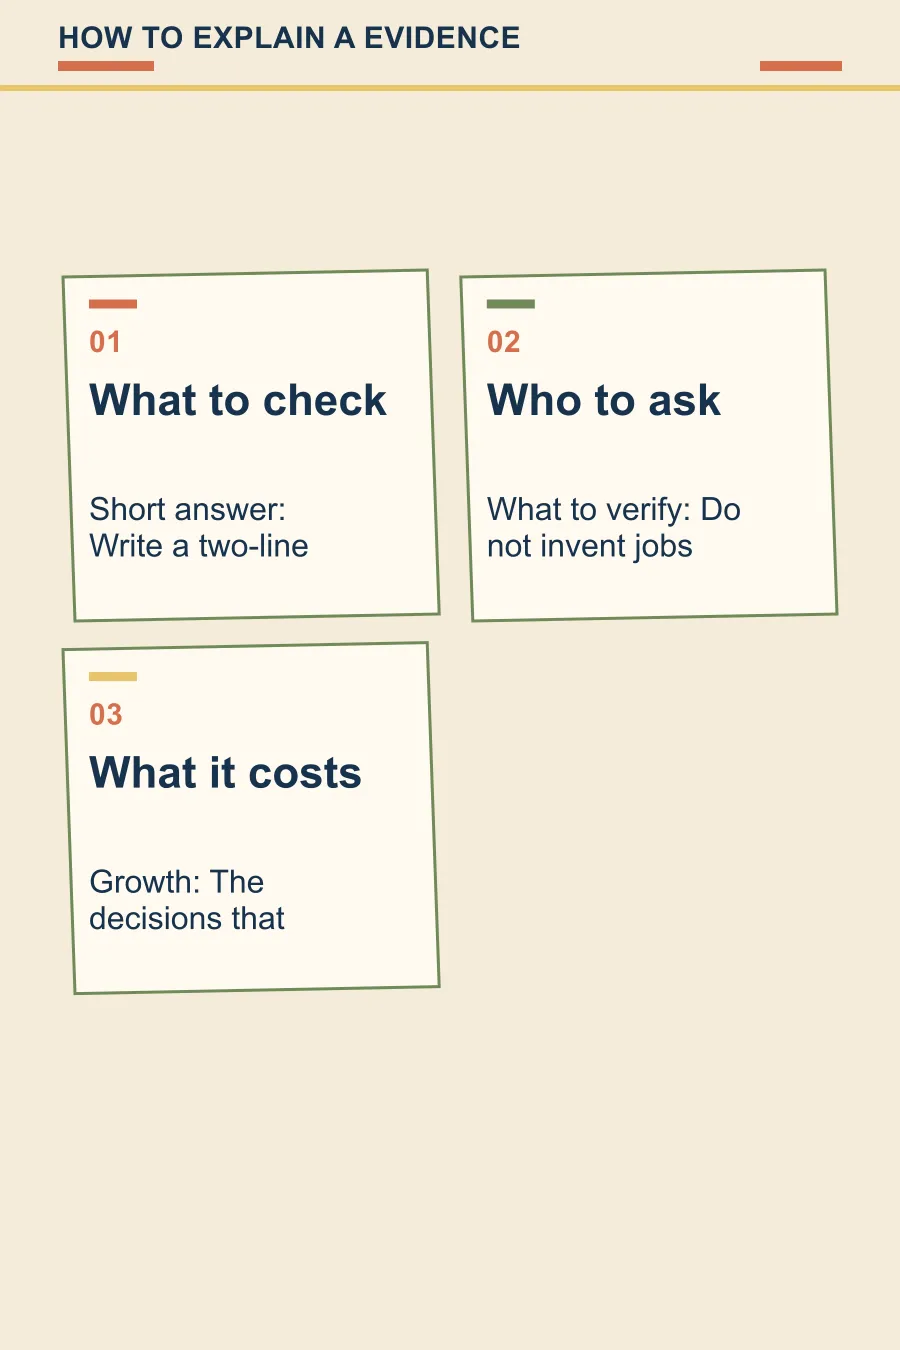 HOW TO EXPLAIN A EVIDENCE
01
What to check
Short answer:
Write a two-line
02
Who to ask
What to verify: Do
not invent jobs
03
What it costs
Growth: The
decisions that